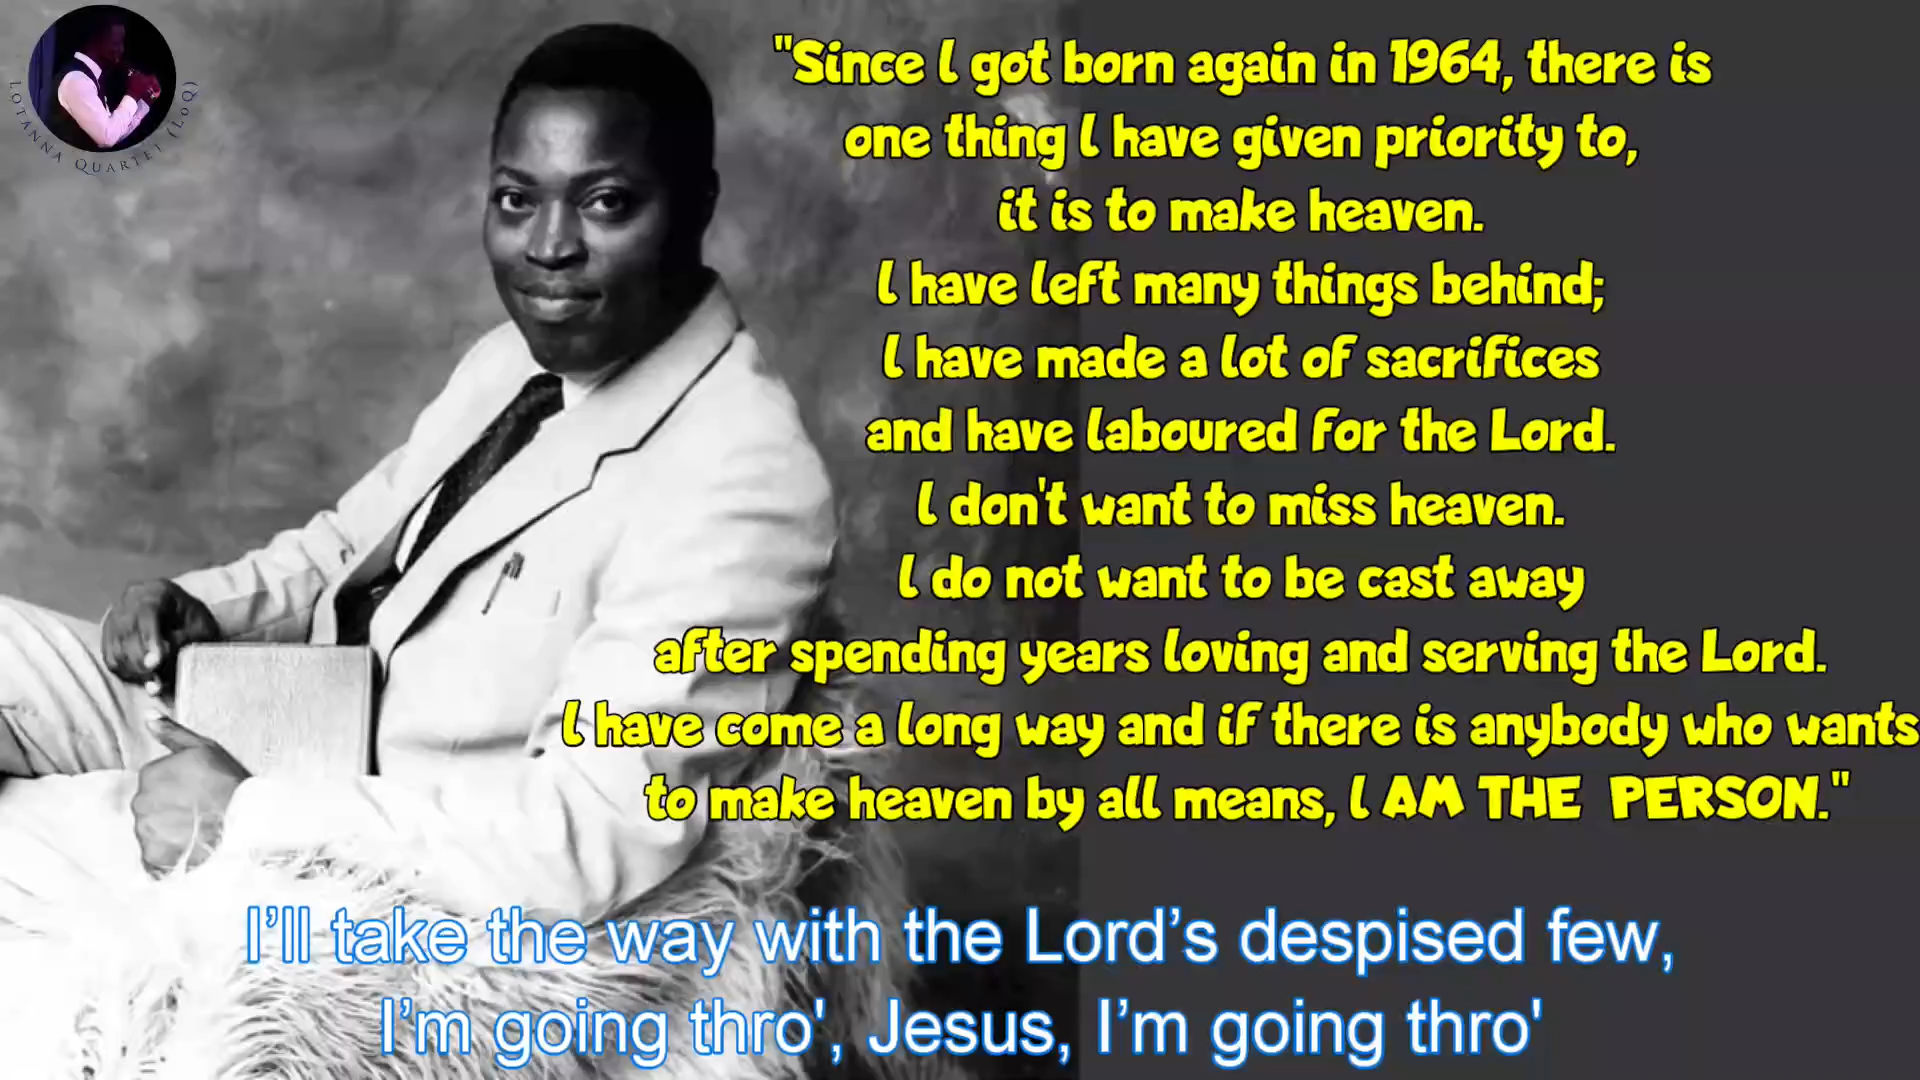 LOTANNA QUARTET (LOQ)
"Since I got born again in 1964, there is
one thing I have given priority to,
it is to make heaven.
I have left many things behind;
I have made a lot of sacrifices
and have laboured for the Lord.
I don't want to miss heaven.
I do not want to be cast away
after spending years loving and serving the Lord.
I have come a long way and if there is anybody who wants
to make heaven by all means, I AM THE PERSON."
I’ll take the way with the Lord’s despised few,
I’m going thro', Jesus, I’m going thro'